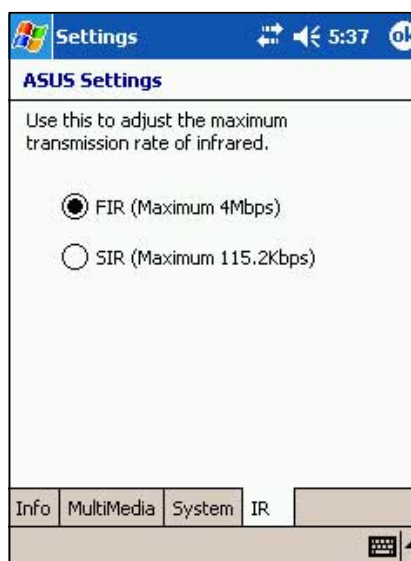 Settings 5:37 ok
ASUS Settings
Use this to adjust the maximum
transmission rate of infrared.
FIR (Maximum 4Mbps)
SIR (Maximum 115.2Kbps)
Info MultiMedia System IR